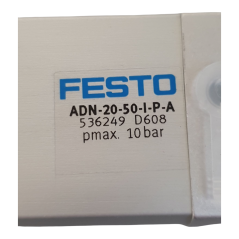 FESTO
ADN-20-50-I-P-A
536249 D608
pmax. 10bar